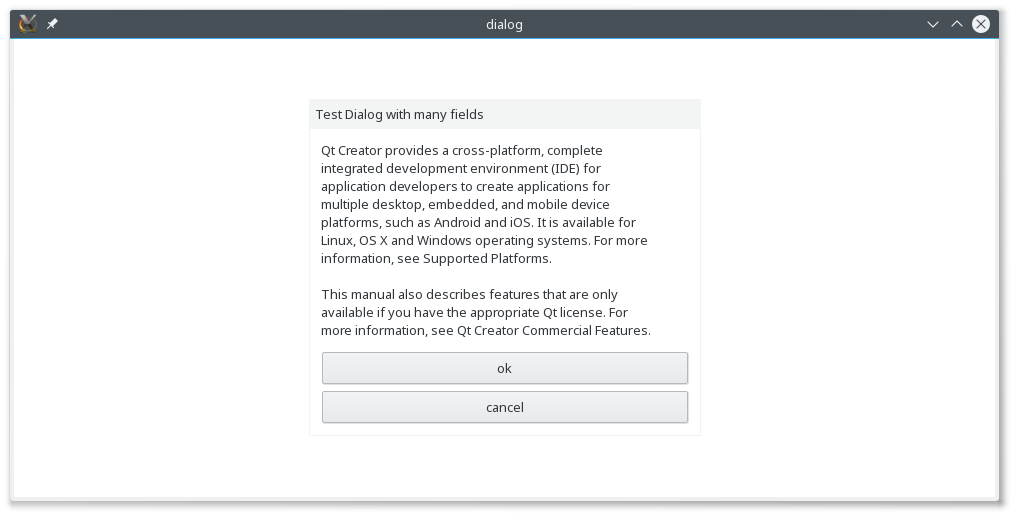 dialog
Test Dialog with many fields
Qt Creator provides a cross-platform, complete
integrated development environment (IDE) for
application developers to create applications for
multiple desktop, embedded, and mobile device
platforms, such as Android and iOS. It is available for
Linux, OS X and Windows operating systems. For more
information, see Supported Platforms.
This manual also describes features that are only
available if you have the appropriate Qt license. For
more information, see Qt Creator Commercial Features.
ok
cancel